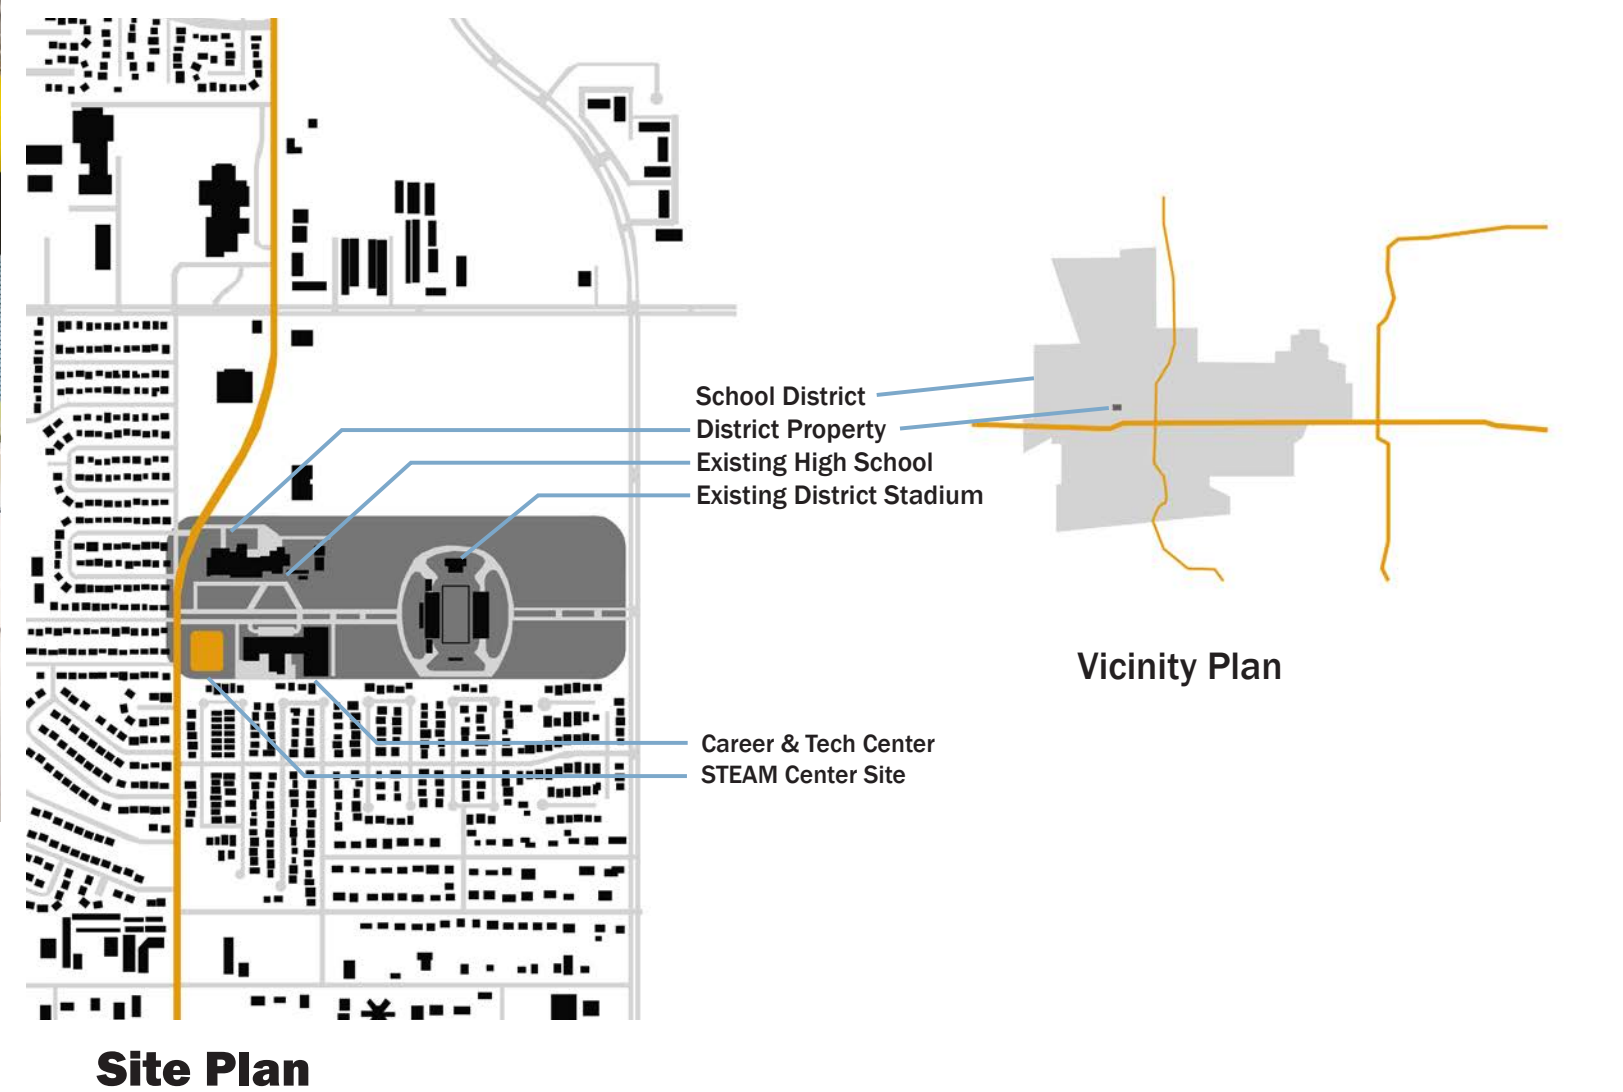 School District
District Property
Existing High School
Existing District Stadium
Career & Tech Center
STEAM Center Site
Vicinity Plan
Site Plan